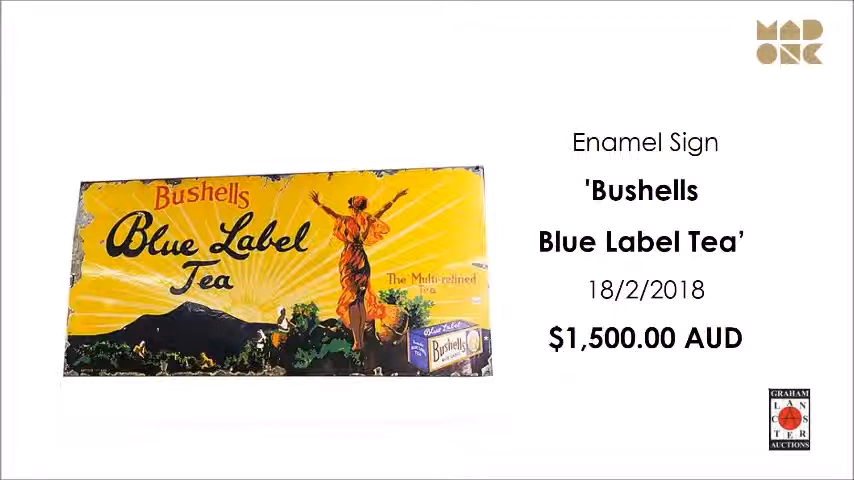 MAD
ONC
Enamel Sign
'Bushells
Blue Label Tea’
18/2/2018
$1,500.00 AUD
Bushells
Blue Label
Tea
The Multi-refined
Tea
Blue Label
Bushells
GRAHAM
LAN
CAS
TER
AUCTIONS